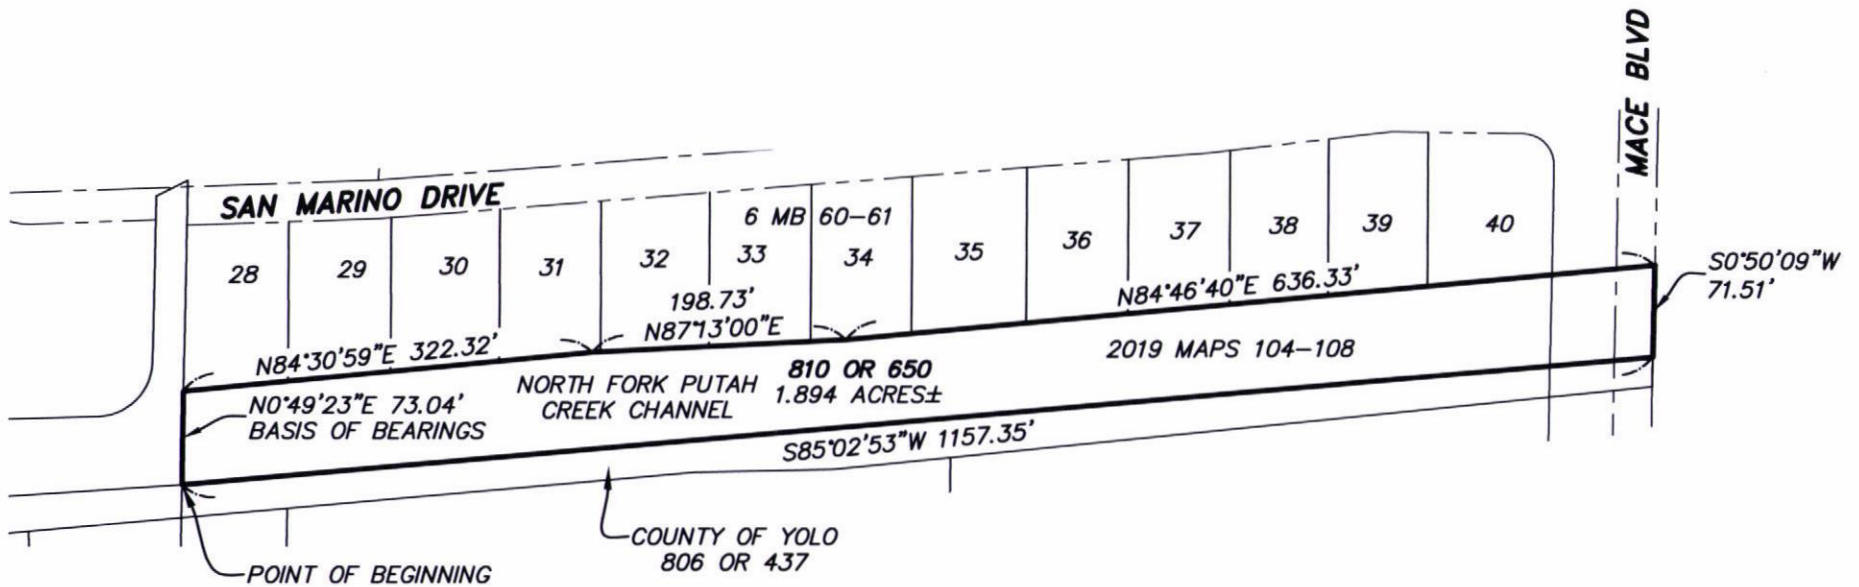 MACE BLVD
SAN MARINO DRIVE
6 MB 60-61
28
29
30
31
32
33
34
35
36
37
38
39
40
S0°50'09"W
71.51'
198.73'
N87°13'00"E
N84°46'40"E 636.33'
N84°30'59"E 322.32'
2019 MAPS 104-108
810 OR 650
1.894 ACRES±
NORTH FORK PUTAH
CREEK CHANNEL
N0°49'23"E 73.04'
BASIS OF BEARINGS
S85°02'53"W 1157.35'
COUNTY OF YOLO
806 OR 437
POINT OF BEGINNING